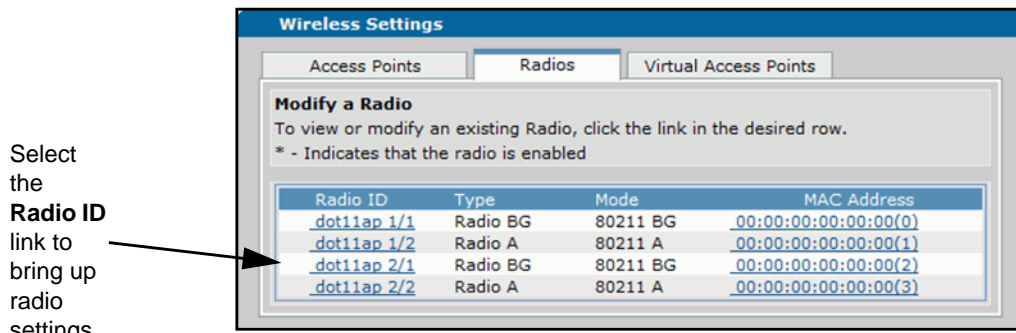 Wireless Settings
Access Points Radios Virtual Access Points
Modify a Radio
To view or modify an existing Radio, click the link in the desired row.
* - Indicates that the radio is enabled
Radio ID Type Mode MAC Address
dot11ap 1/1 Radio BG 80211 BG 00:00:00:00:00:00(0)
dot11ap 1/2 Radio A 80211 A 00:00:00:00:00:00(1)
dot11ap 2/1 Radio BG 80211 BG 00:00:00:00:00:00(2)
dot11ap 2/2 Radio A 80211 A 00:00:00:00:00:00(3)
Select
the
Radio ID
link to
bring up
radio
settings